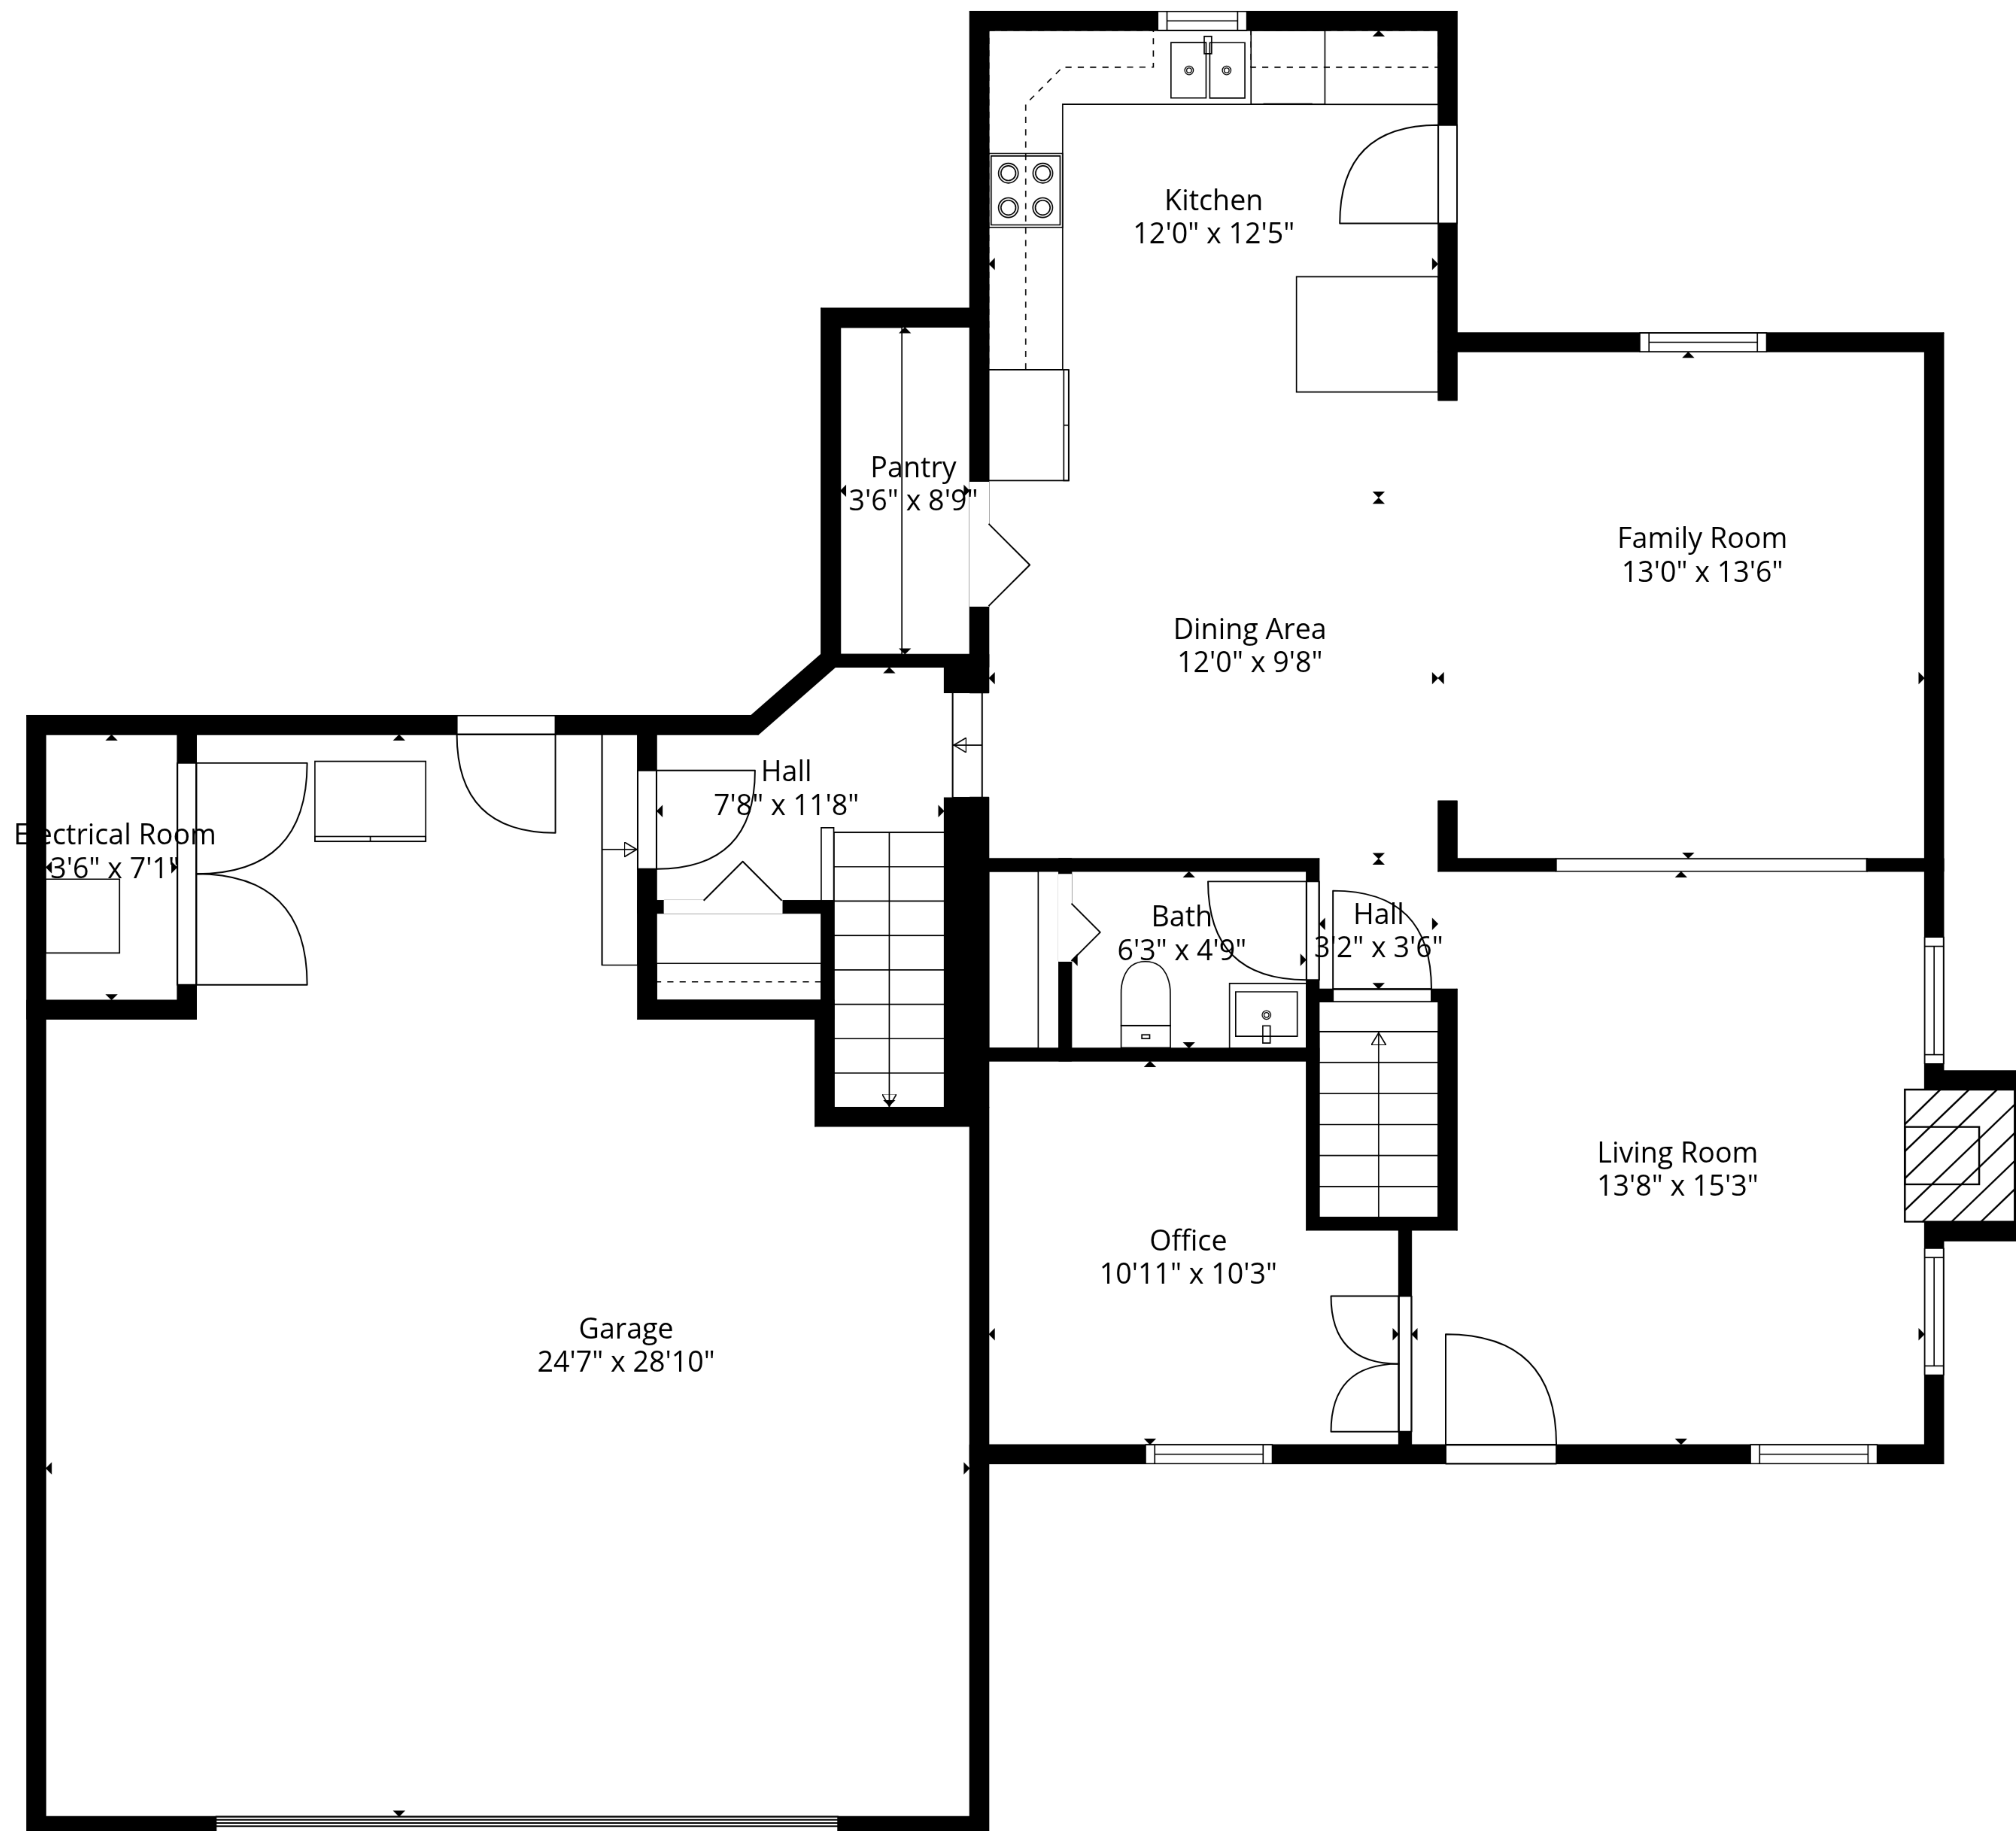 Kitchen
12'0" x 12'5"
Pantry
3'6" x 8'9"
Family Room
13'0" x 13'6"
Dining Area
12'0" x 9'8"
Hall
7'8" x 11'8"
Electrical Room
3'6" x 7'1"
Bath
6'3" x 4'9"
Hall
3'2" x 3'6"
Living Room
13'8" x 15'3"
Office
10'11" x 10'3"
Garage
24'7" x 28'10"